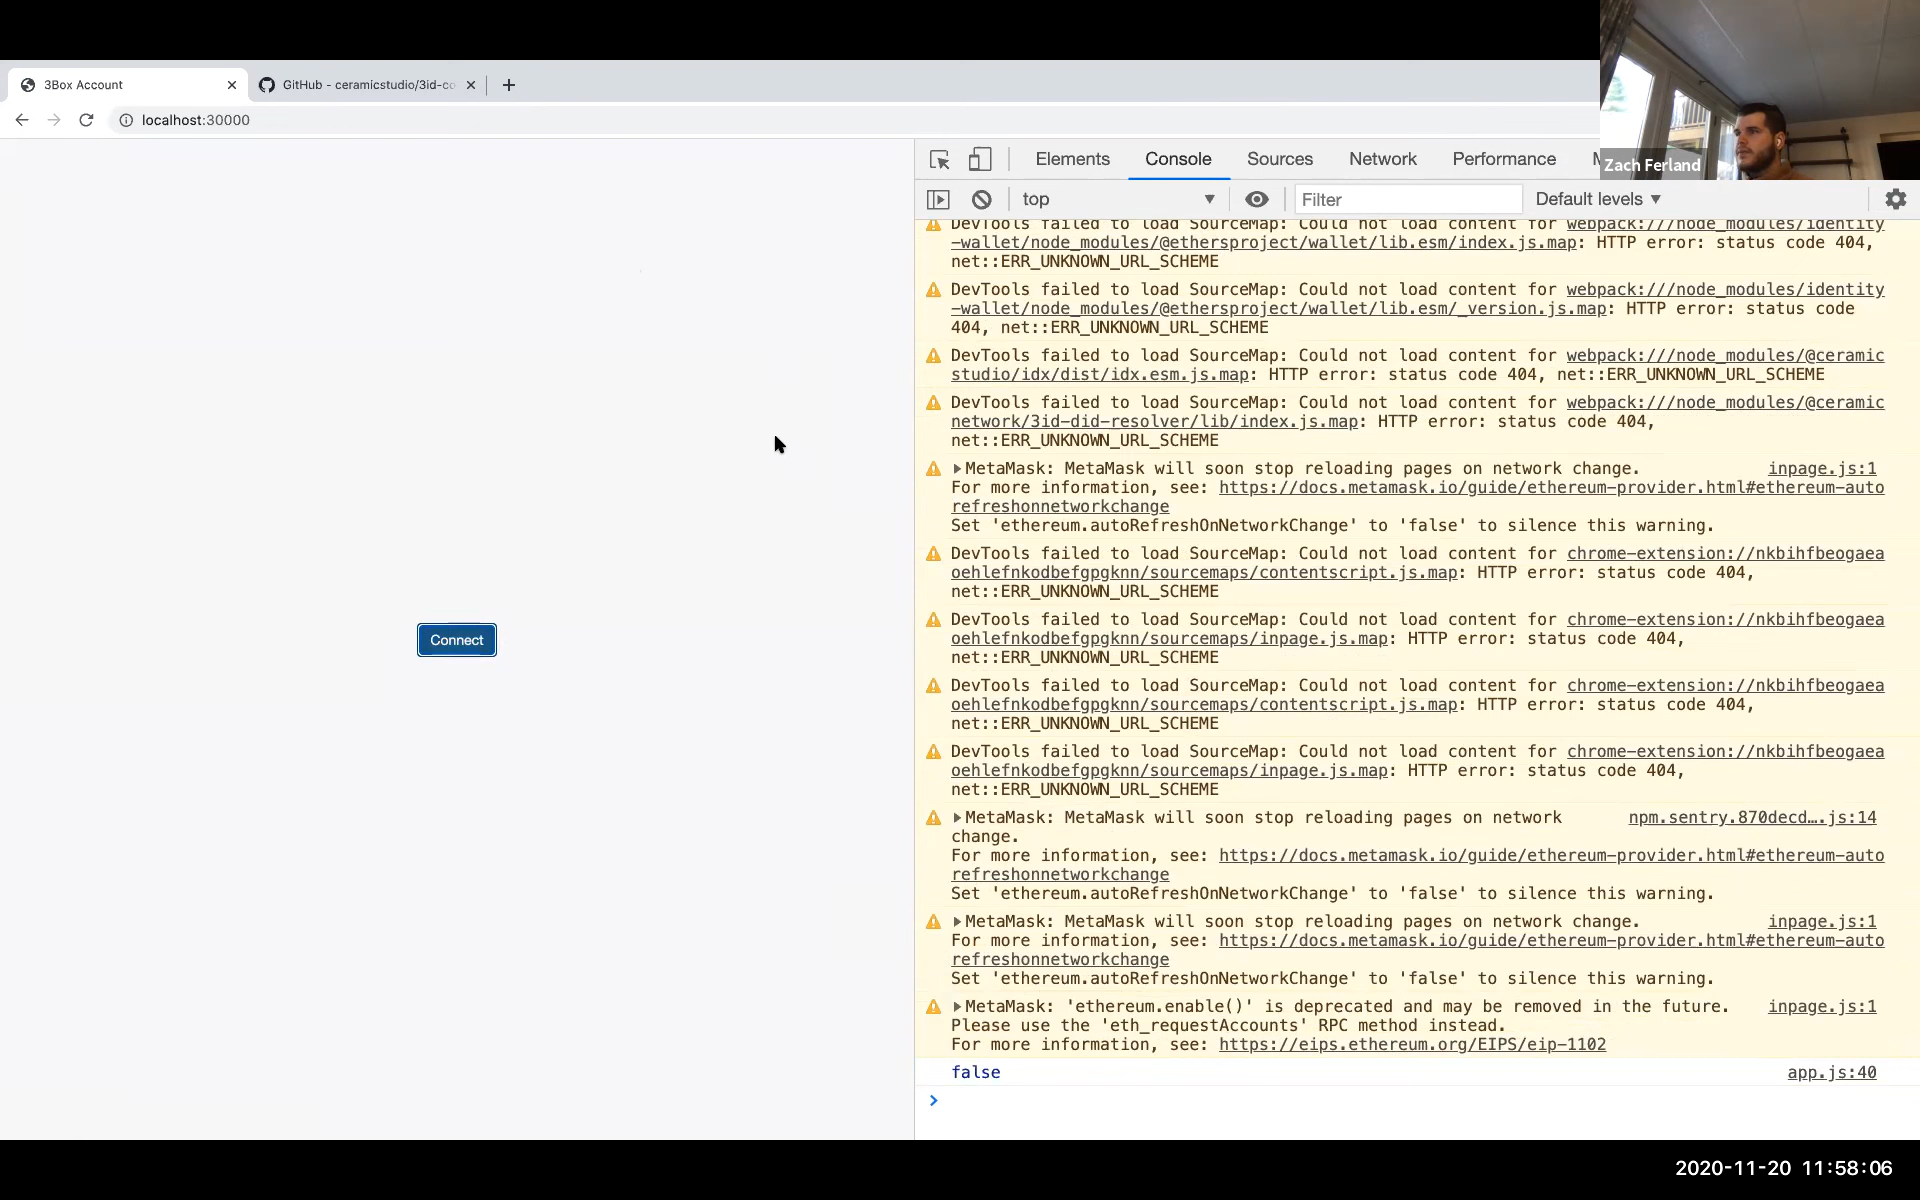 3Box Account
GitHub - ceramicstudio/3id-co
localhost:30000
Zach Ferland
Elements Console Sources Network Performance
top Filter Default levels ▼
DevTools failed to load SourceMap: Could not load content for webpack:///node_modules/identity
-wallet/node_modules/@ethersproject/wallet/lib.esm/index.js.map: HTTP error: status code 404,
net::ERR_UNKNOWN_URL_SCHEME
DevTools failed to load SourceMap: Could not load content for webpack:///node_modules/identity
-wallet/node_modules/@ethersproject/wallet/lib.esm/_version.js.map: HTTP error: status code
404, net::ERR_UNKNOWN_URL_SCHEME
DevTools failed to load SourceMap: Could not load content for webpack:///node_modules/@ceramic
studio/idx/dist/idx.esm.js.map: HTTP error: status code 404, net::ERR_UNKNOWN_URL_SCHEME
DevTools failed to load SourceMap: Could not load content for webpack:///node_modules/@ceramic
network/3id-did-resolver/lib/index.js.map: HTTP error: status code 404,
net::ERR_UNKNOWN_URL_SCHEME
MetaMask: MetaMask will soon stop reloading pages on network change. inpage.js:1
For more information, see: https://docs.metamask.io/guide/ethereum-provider.html#ethereum-auto
refreshonnetworkchange
Set 'ethereum.autoRefreshOnNetworkChange' to 'false' to silence this warning.
DevTools failed to load SourceMap: Could not load content for chrome-extension://nkbihfbeogaea
oehlefnkodbefgpgknn/sourcemaps/contentscript.js.map: HTTP error: status code 404,
net::ERR_UNKNOWN_URL_SCHEME
DevTools failed to load SourceMap: Could not load content for chrome-extension://nkbihfbeogaea
oehlefnkodbefgpgknn/sourcemaps/inpage.js.map: HTTP error: status code 404,
net::ERR_UNKNOWN_URL_SCHEME
DevTools failed to load SourceMap: Could not load content for chrome-extension://nkbihfbeogaea
oehlefnkodbefgpgknn/sourcemaps/contentscript.js.map: HTTP error: status code 404,
net::ERR_UNKNOWN_URL_SCHEME
DevTools failed to load SourceMap: Could not load content for chrome-extension://nkbihfbeogaea
oehlefnkodbefgpgknn/sourcemaps/inpage.js.map: HTTP error: status code 404,
net::ERR_UNKNOWN_URL_SCHEME
MetaMask: MetaMask will soon stop reloading pages on network npm.sentry.870decd….js:14
change.
For more information, see: https://docs.metamask.io/guide/ethereum-provider.html#ethereum-auto
refreshonnetworkchange
Set 'ethereum.autoRefreshOnNetworkChange' to 'false' to silence this warning.
MetaMask: MetaMask will soon stop reloading pages on network change. inpage.js:1
For more information, see: https://docs.metamask.io/guide/ethereum-provider.html#ethereum-auto
refreshonnetworkchange
Set 'ethereum.autoRefreshOnNetworkChange' to 'false' to silence this warning.
MetaMask: 'ethereum.enable()' is deprecated and may be removed in the future. inpage.js:1
Please use the 'eth_requestAccounts' RPC method instead.
For more information, see: https://eips.ethereum.org/EIPS/eip-1102
false app.js:40
Connect
2020-11-20 11:58:06